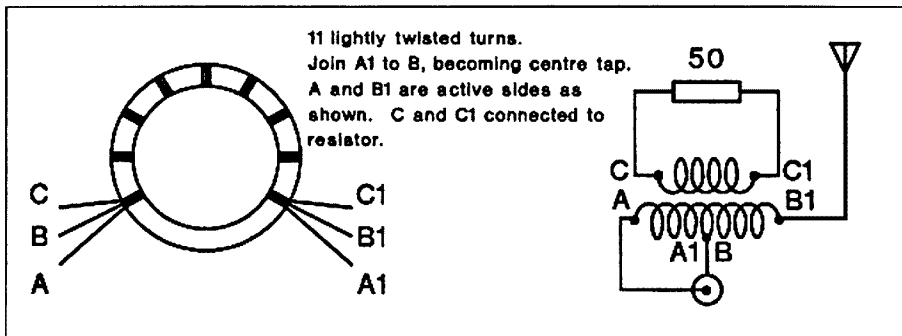 11 lightly twisted turns.
Join A1 to B, becoming centre tap.
A and B1 are active sides as
shown. C and C1 connected to
resistor.
C
B
A
C1
B1
A1
50
C
C1
A
B1
A1
B